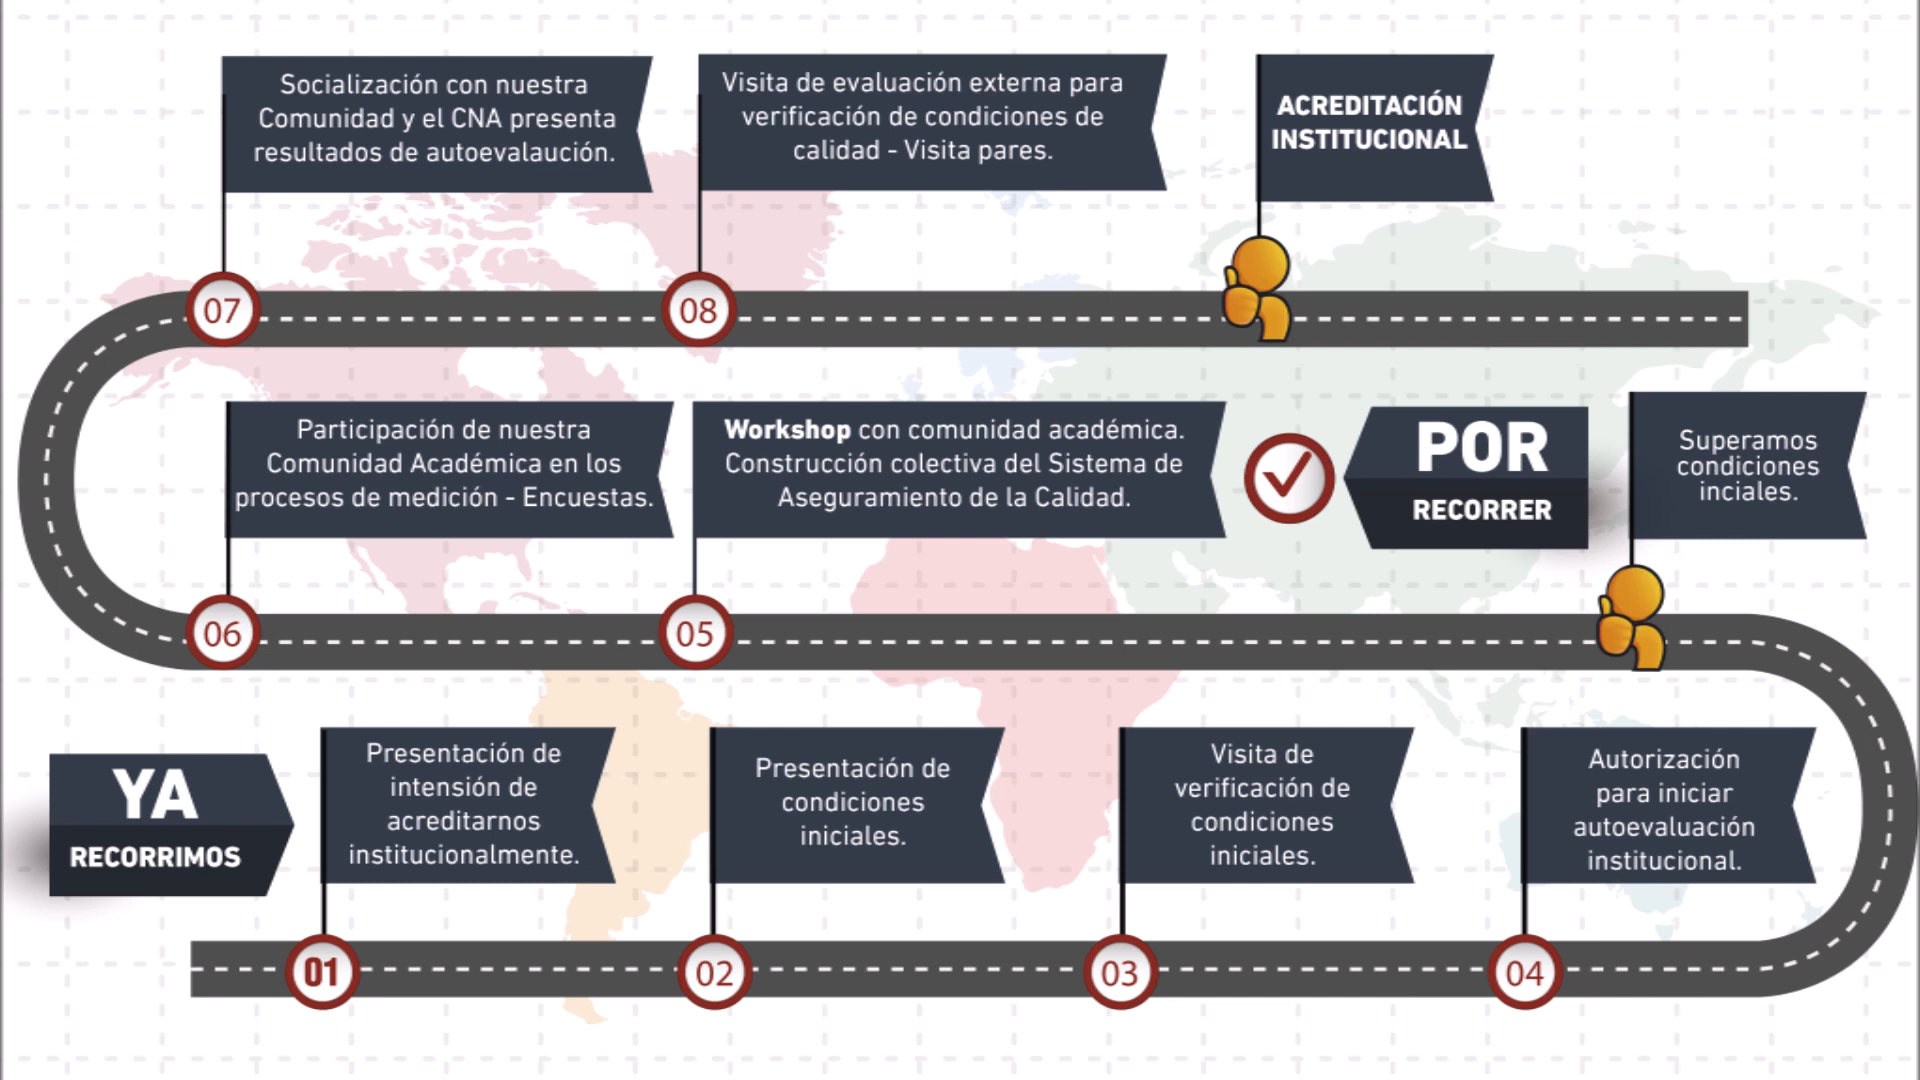 Socialización con nuestra
Comunidad y el CNA presenta
resultados de autoevalaución.
07
Visita de evaluación externa para
verificación de condiciones de
calidad - Visita pares.
08
ACREDITACIÓN
INSTITUCIONAL
Participación de nuestra
Comunidad Académica en los
procesos de medición - Encuestas.
06
Workshop con comunidad académica.
Construcción colectiva del Sistema de
Aseguramiento de la Calidad.
05
POR
RECORRER
Superamos
condiciones
inciales.
YA
RECORRIMOS
Presentación de
intensión de
acreditarnos
institucionalmente.
01
Presentación de
condiciones
iniciales.
02
Visita de
verificación de
condiciones
iniciales.
03
Autorización
para iniciar
autoevaluación
institucional.
04